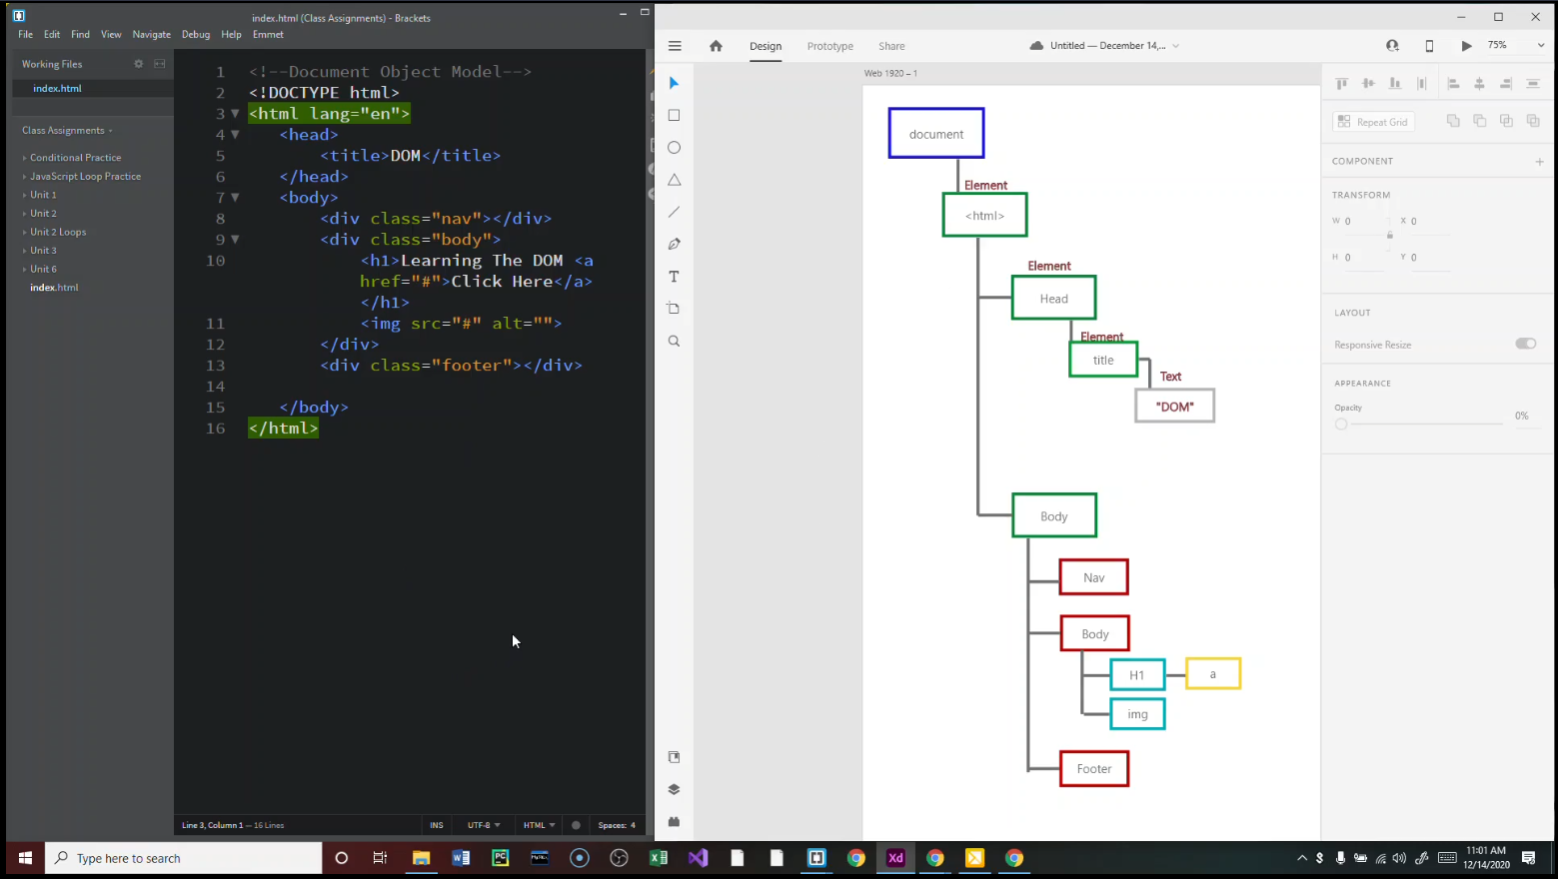 index.html (Class Assignments) - Brackets
File Edit Find View Navigate Debug Help Emmet
Working Files
index.html
Class Assignments
Conditional Practice
JavaScript Loop Practice
Unit 1
Unit 2
Unit 2 Loops
Unit 3
Unit 6
index.html
1 <!--Document Object Model-->
2 <!DOCTYPE html>
3 <html lang="en">
4 <head>
5 <title>DOM</title>
6 </head>
7 <body>
8 <div class="nav"></div>
9 <div class="body">
10 <h1>Learning The DOM <a
href="#">Click Here</a>
</h1>
11 <img src="#" alt="">
12 </div>
13 <div class="footer"></div>
14
15 </body>
16 </html>
Line 3, Column 1 — 16 Lines
INS UTF-8 HTML Spaces: 4
Design Prototype Share
Untitled — December 14,...
75%
Web 1920 – 1
document
Element
<html>
Element
Head
Element
title
Text
"DOM"
Body
Nav
Body
H1 a
img
Footer
Repeat Grid
COMPONENT
TRANSFORM
W 0 X 0
H 0 Y 0
LAYOUT
Responsive Resize
APPEARANCE
Opacity
0%
Type here to search
PC
Xd
11:01 AM
12/14/2020